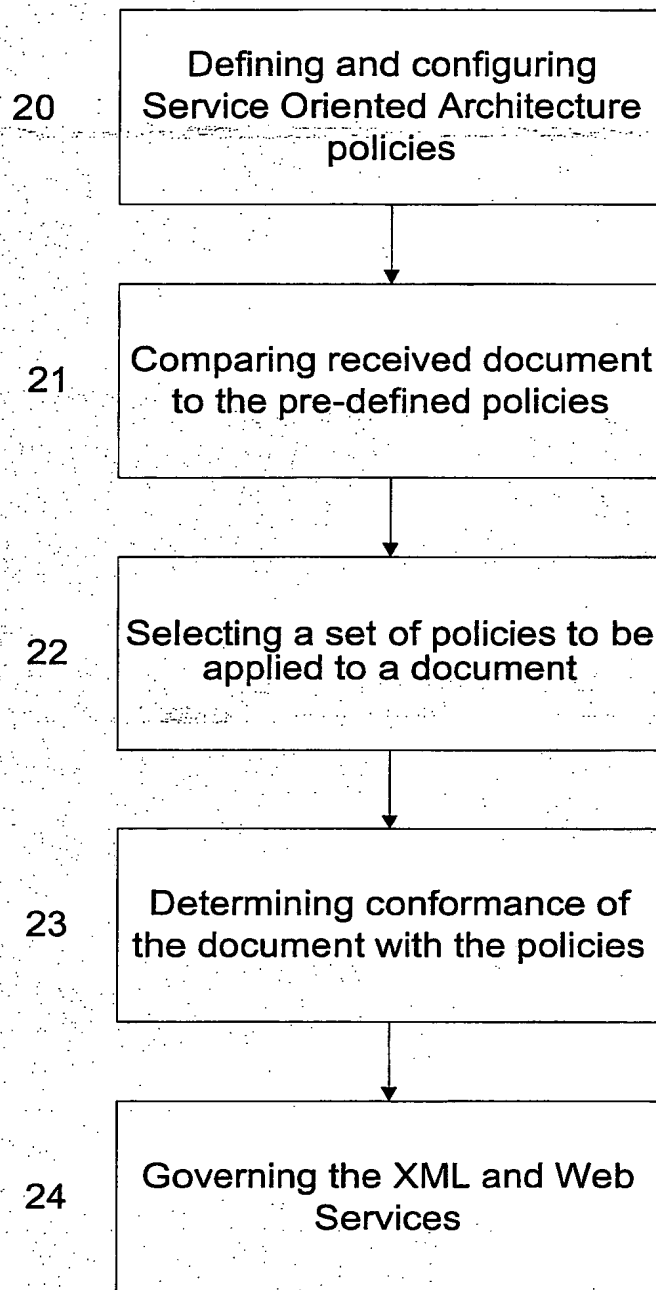 20
Defining and configuring
Service Oriented Architecture
policies
21
Comparing received document
to the pre-defined policies
22
Selecting a set of policies to be
applied to a document
23
Determining conformance of
the document with the policies
24
Governing the XML and Web
Services